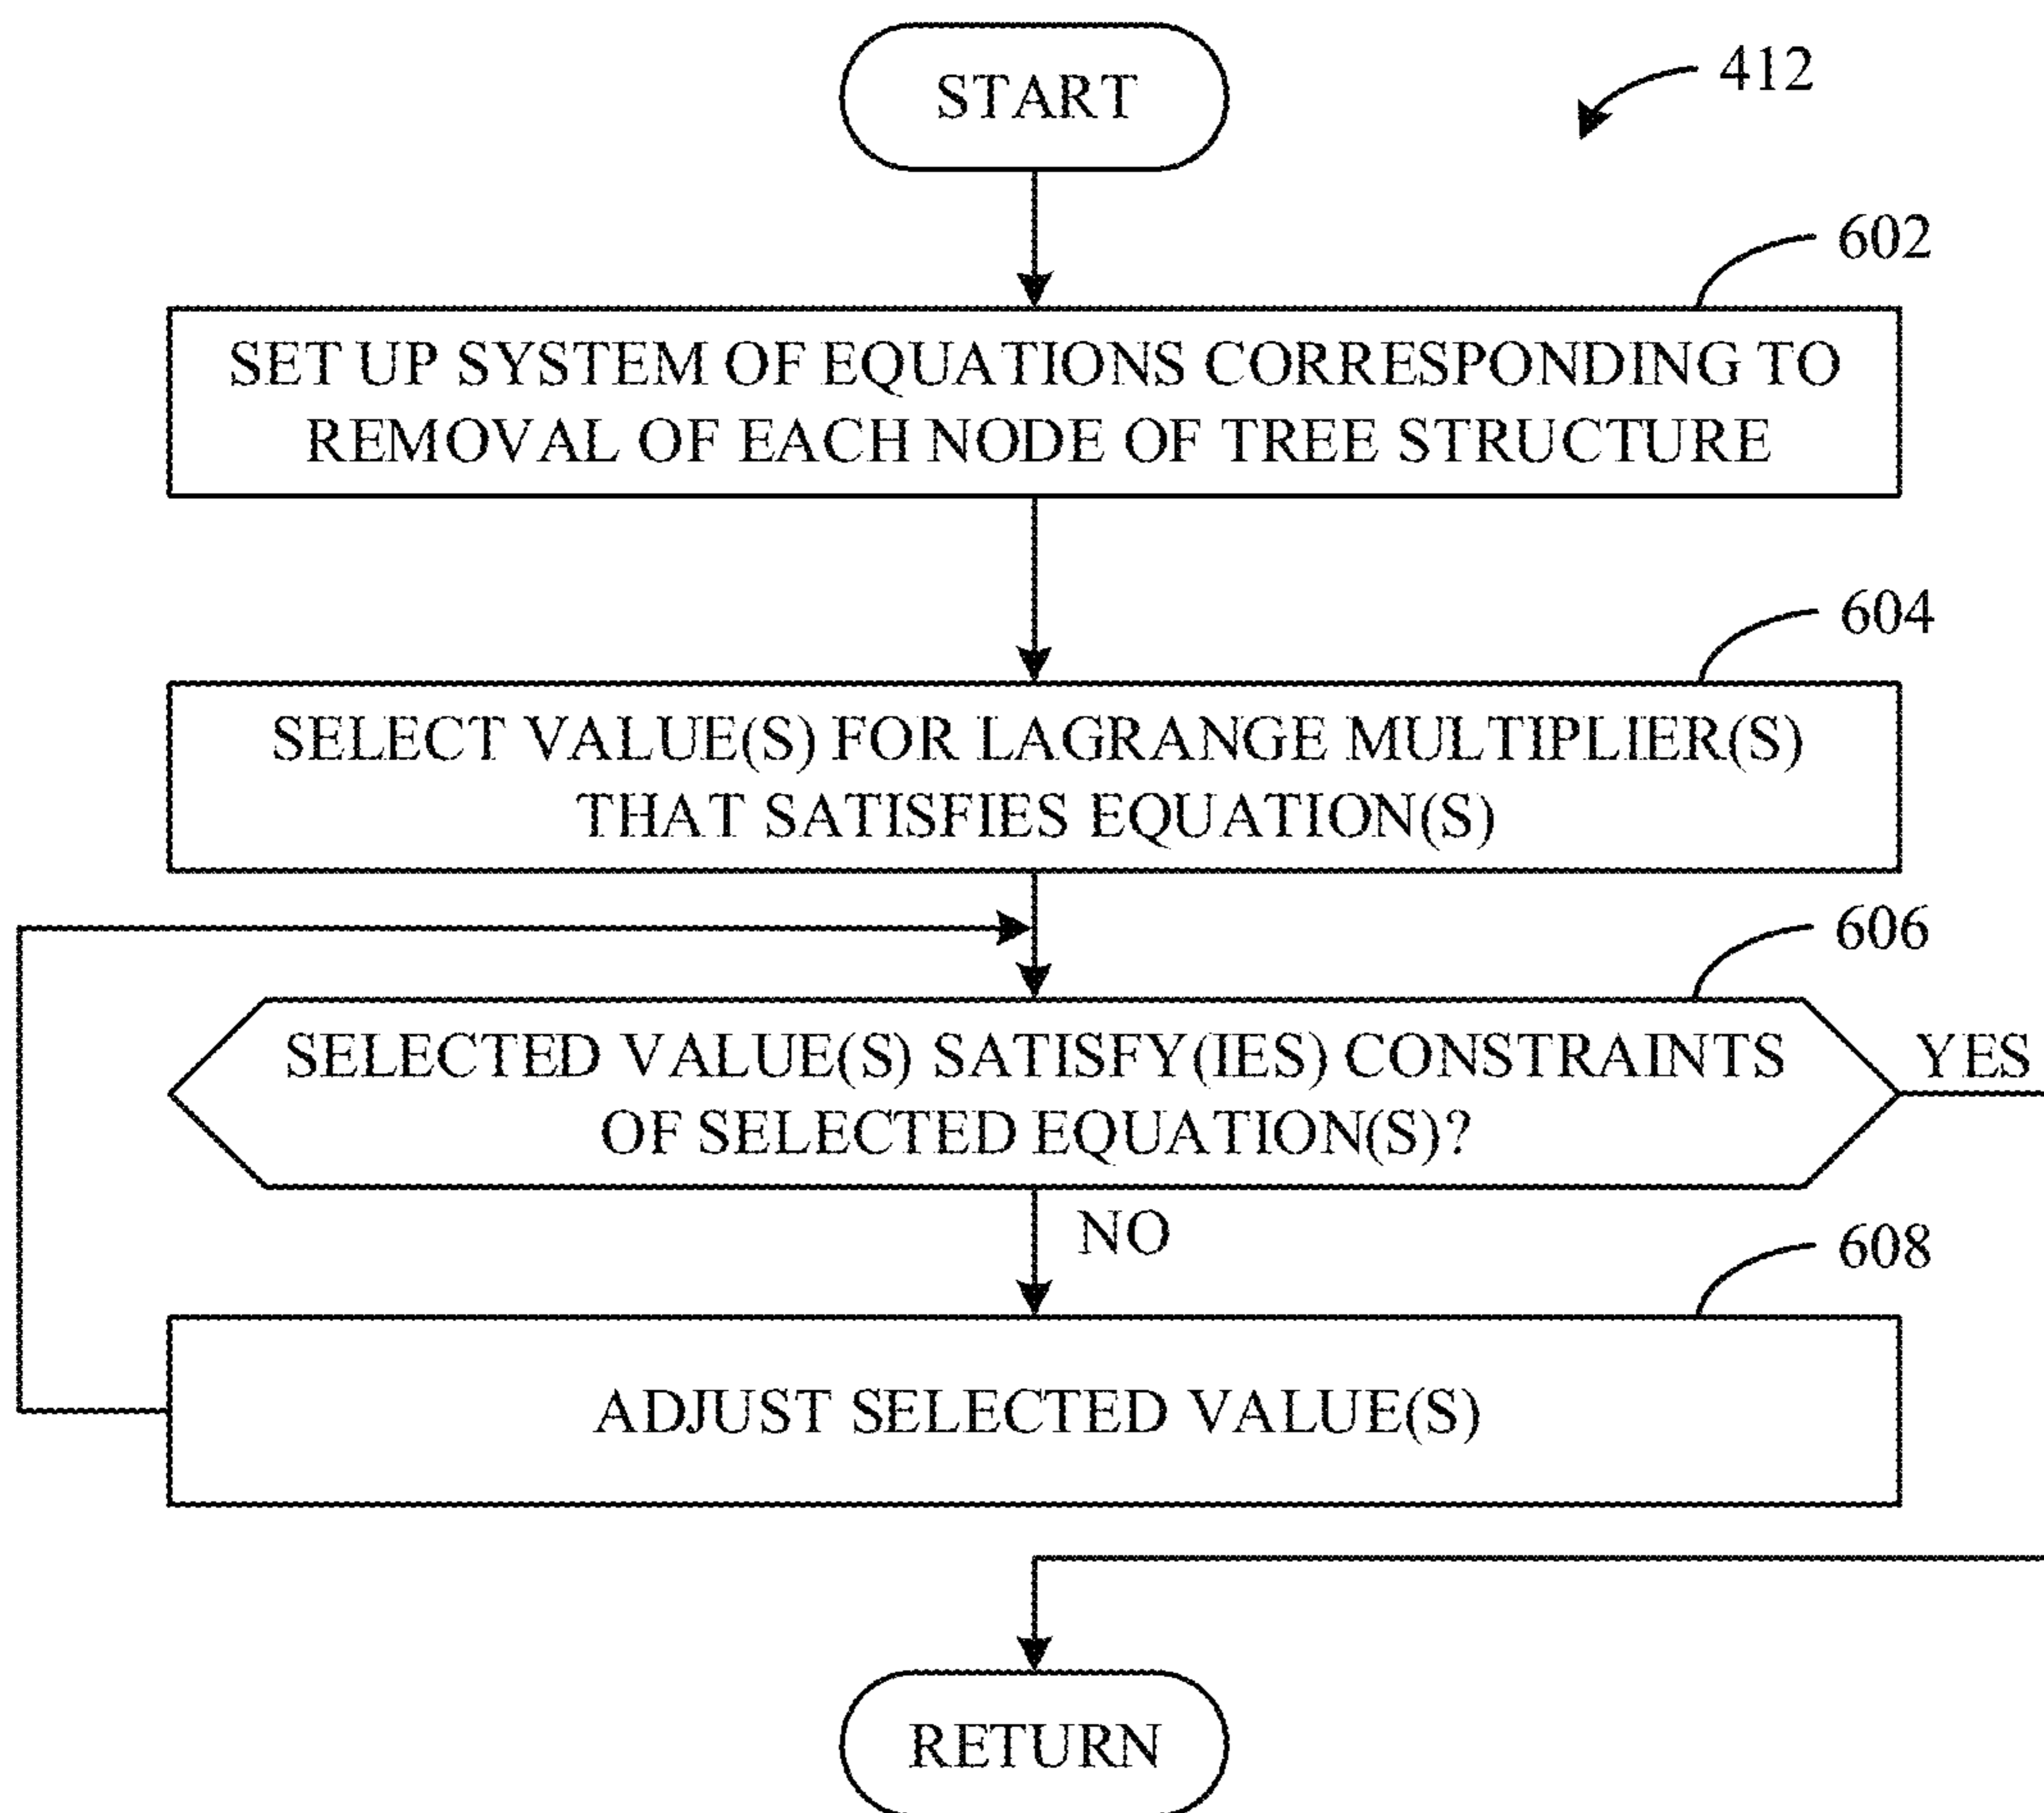 START
412
602
SET UP SYSTEM OF EQUATIONS CORRESPONDING TO
REMOVAL OF EACH NODE OF TREE STRUCTURE
604
SELECT VALUE(S) FOR LAGRANGE MULTIPLIER(S)
THAT SATISFIES EQUATION(S)
606
SELECTED VALUE(S) SATISFY(IES) CONSTRAINTS
OF SELECTED EQUATION(S)?
YES
NO
608
ADJUST SELECTED VALUE(S)
RETURN